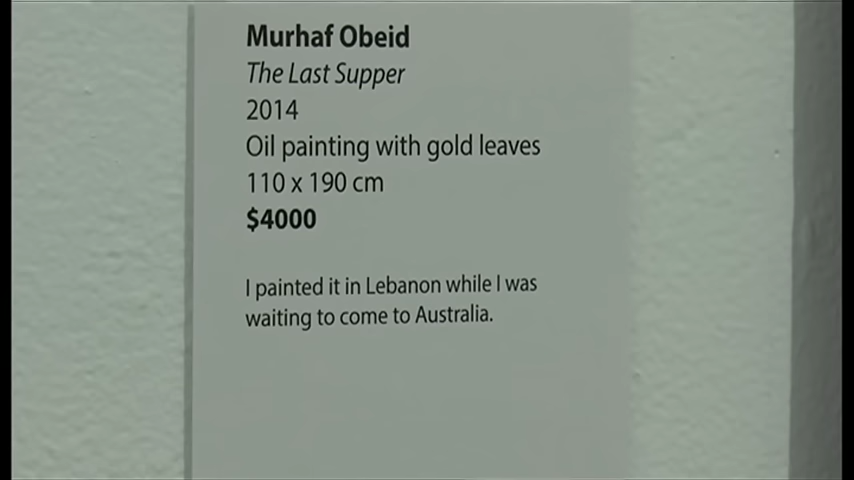 Murhaf Obeid
The Last Supper
2014
Oil painting with gold leaves
110 x 190 cm
$4000
I painted it in Lebanon while I was
waiting to come to Australia.